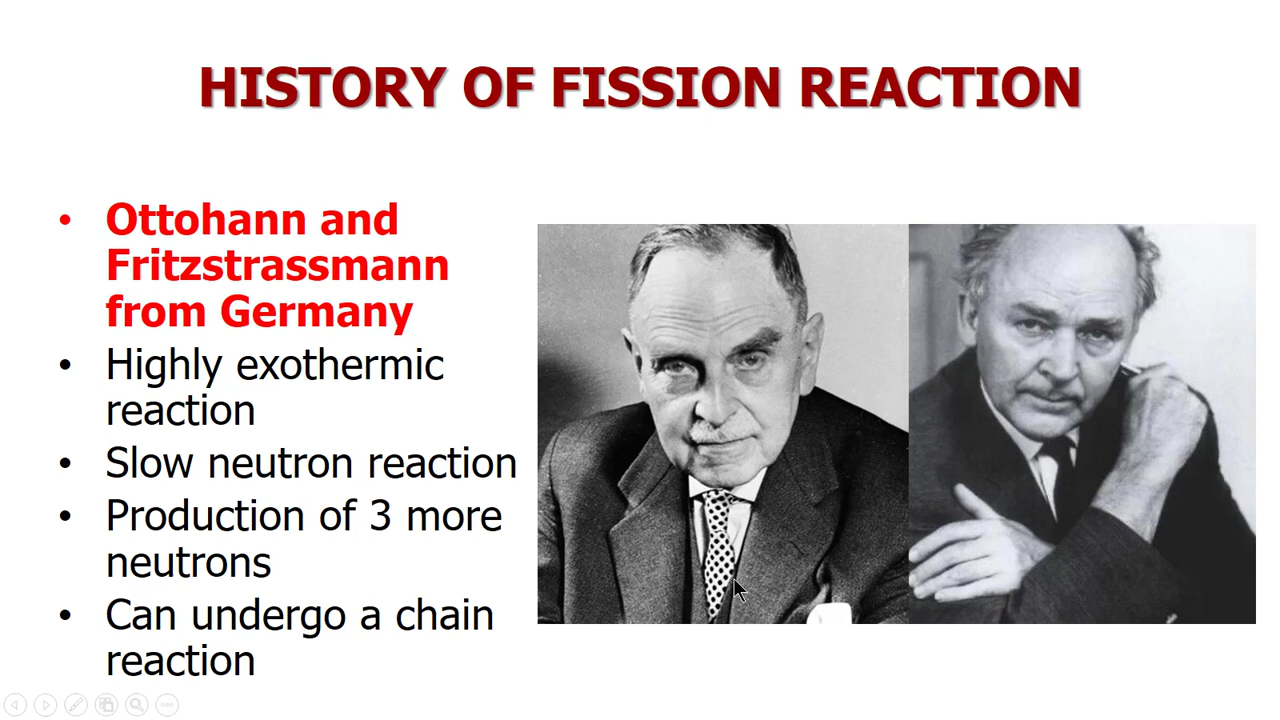 HISTORY OF FISSION REACTION
• Ottohann and
Fritzstrassmann
from Germany
• Highly exothermic
reaction
• Slow neutron reaction
• Production of 3 more
neutrons
• Can undergo a chain
reaction